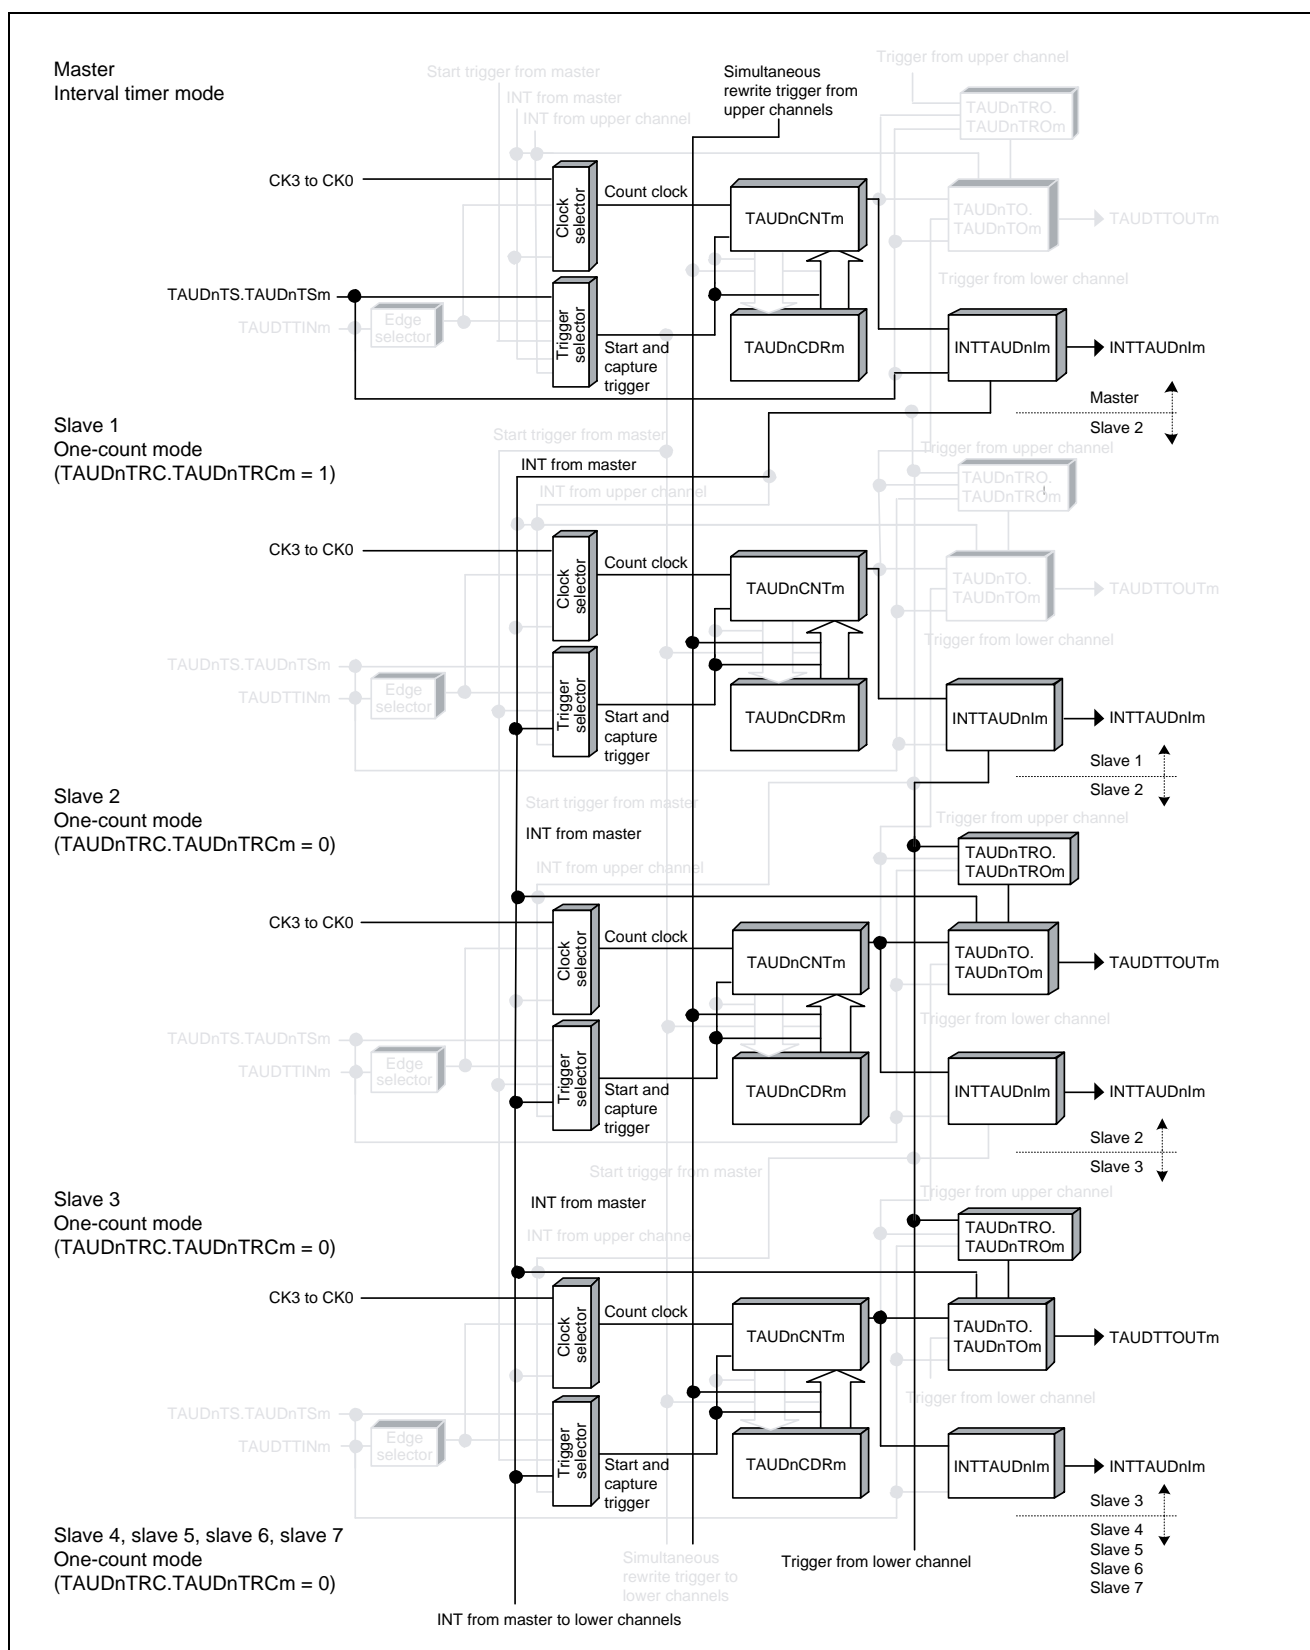 Master
Interval timer mode
Start trigger from master
INT from master
INT from upper channel
Simultaneous
rewrite trigger from
upper channels
Trigger from upper channel
TAUDnTRO.
TAUDnTROm
CK3 to CK0
Clock
selector
Count clock
TAUDnCNTm
TAUDnTO.
TAUDnTOm
TAUDTTOUTm
Trigger from lower channel
TAUDnTS.TAUDnTSm
TAUDTTINm
Edge
selector
Trigger
selector
Start and
capture
trigger
TAUDnCDRm
INTTAUDnIm
INTTAUDnIm
Master
Slave 2
Slave 1
One-count mode
(TAUDnTRC.TAUDnTRCm = 1)
Start trigger from master
INT from master
INT from upper channel
Trigger from upper channel
TAUDnTRO.
TAUDnTROm
CK3 to CK0
Clock
selector
Count clock
TAUDnCNTm
TAUDnTO.
TAUDnTOm
TAUDTTOUTm
Trigger from lower channel
TAUDnTS.TAUDnTSm
TAUDTTINm
Edge
selector
Trigger
selector
Start and
capture
trigger
TAUDnCDRm
INTTAUDnIm
INTTAUDnIm
Slave 1
Slave 2
Slave 2
One-count mode
(TAUDnTRC.TAUDnTRCm = 0)
Start trigger from master
INT from master
INT from upper channel
Trigger from upper channel
TAUDnTRO.
TAUDnTROm
CK3 to CK0
Clock
selector
Count clock
TAUDnCNTm
TAUDnTO.
TAUDnTOm
TAUDTTOUTm
Trigger from lower channel
TAUDnTS.TAUDnTSm
TAUDTTINm
Edge
selector
Trigger
selector
Start and
capture
trigger
TAUDnCDRm
INTTAUDnIm
INTTAUDnIm
Slave 2
Slave 3
Slave 3
One-count mode
(TAUDnTRC.TAUDnTRCm = 0)
Start trigger from master
INT from master
INT from upper channel
Trigger from upper channel
TAUDnTRO.
TAUDnTROm
CK3 to CK0
Clock
selector
Count clock
TAUDnCNTm
TAUDnTO.
TAUDnTOm
TAUDTTOUTm
Trigger from lower channel
TAUDnTS.TAUDnTSm
TAUDTTINm
Edge
selector
Trigger
selector
Start and
capture
trigger
TAUDnCDRm
INTTAUDnIm
INTTAUDnIm
Slave 3
Slave 4
Slave 5
Slave 6
Slave 7
Slave 4, slave 5, slave 6, slave 7
One-count mode
(TAUDnTRC.TAUDnTRCm = 0)
Simultaneous
rewrite trigger to
lower channels
Trigger from lower channel
INT from master to lower channels